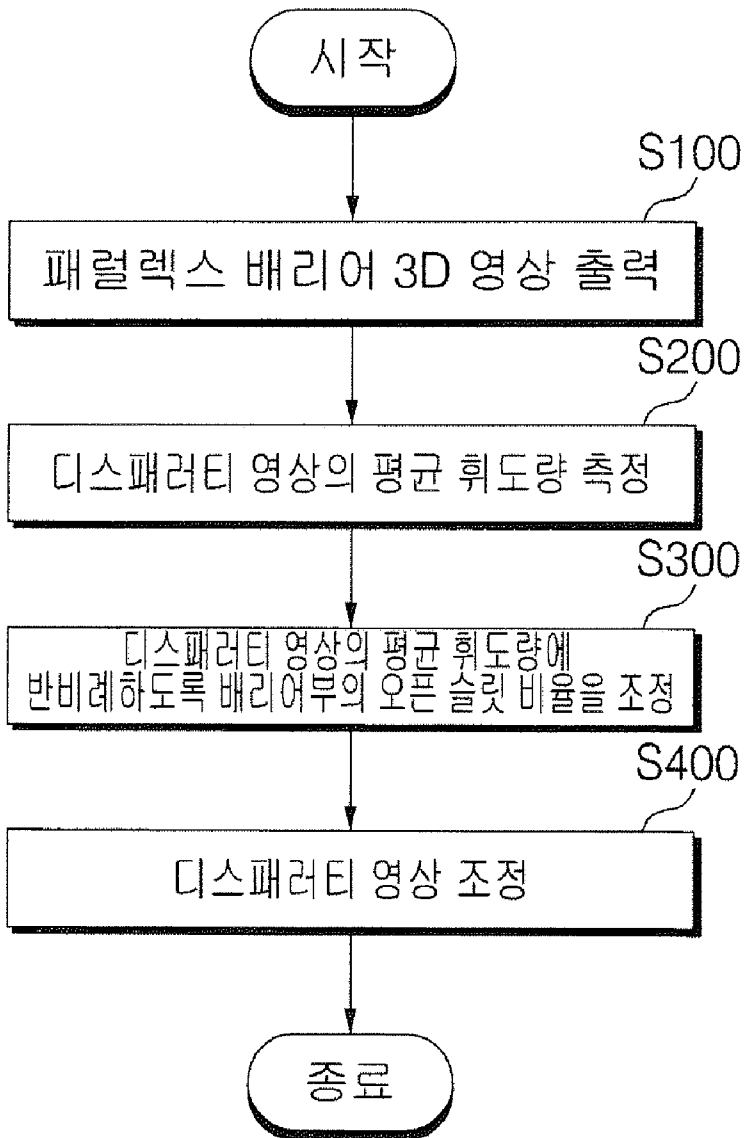 시작
S100
패럴렉스 배리어 3D 영상 출력
S200
디스패러티 영상의 평균 휘도량 측정
S300
디스패러티 영상의 평균 휘도량에
반비례하도록 배리어부의 오픈 슬릿 비율을 조정
S400
디스패러티 영상 조정
종료